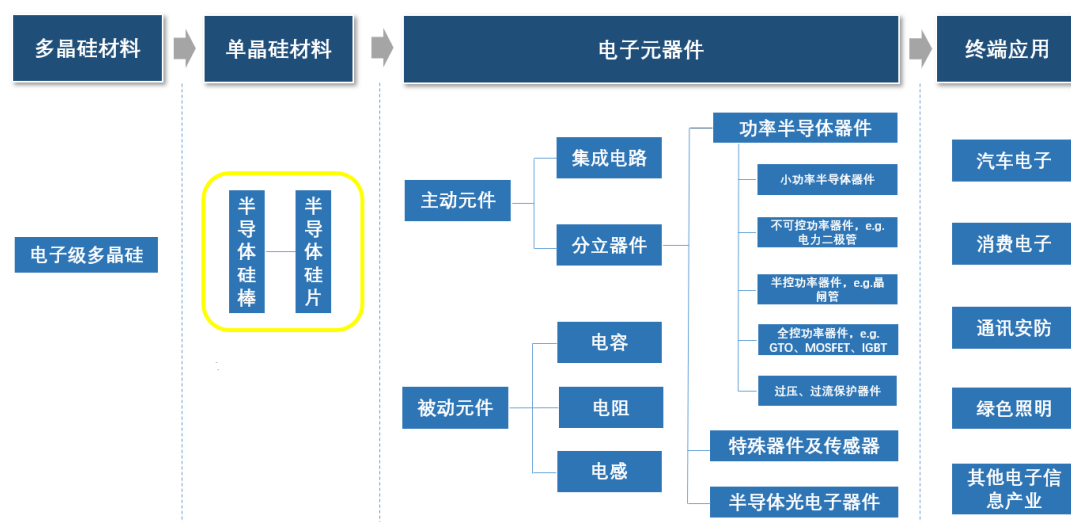 多晶硅材料
单晶硅材料
电子元器件
终端应用
电子级多晶硅
半导体硅棒
半导体硅片
主动元件
集成电路
分立器件
被动元件
电容
电阻
电感
功率半导体器件
小功率半导体器件
不可控功率器件，e.g.
电力二极管
半控功率器件，e.g.晶
闸管
全控功率器件，e.g.
GTO、MOSFET、IGBT
过压、过流保护器件
特殊器件及传感器
半导体光电子器件
汽车电子
消费电子
通讯安防
绿色照明
其他电子信
息产业